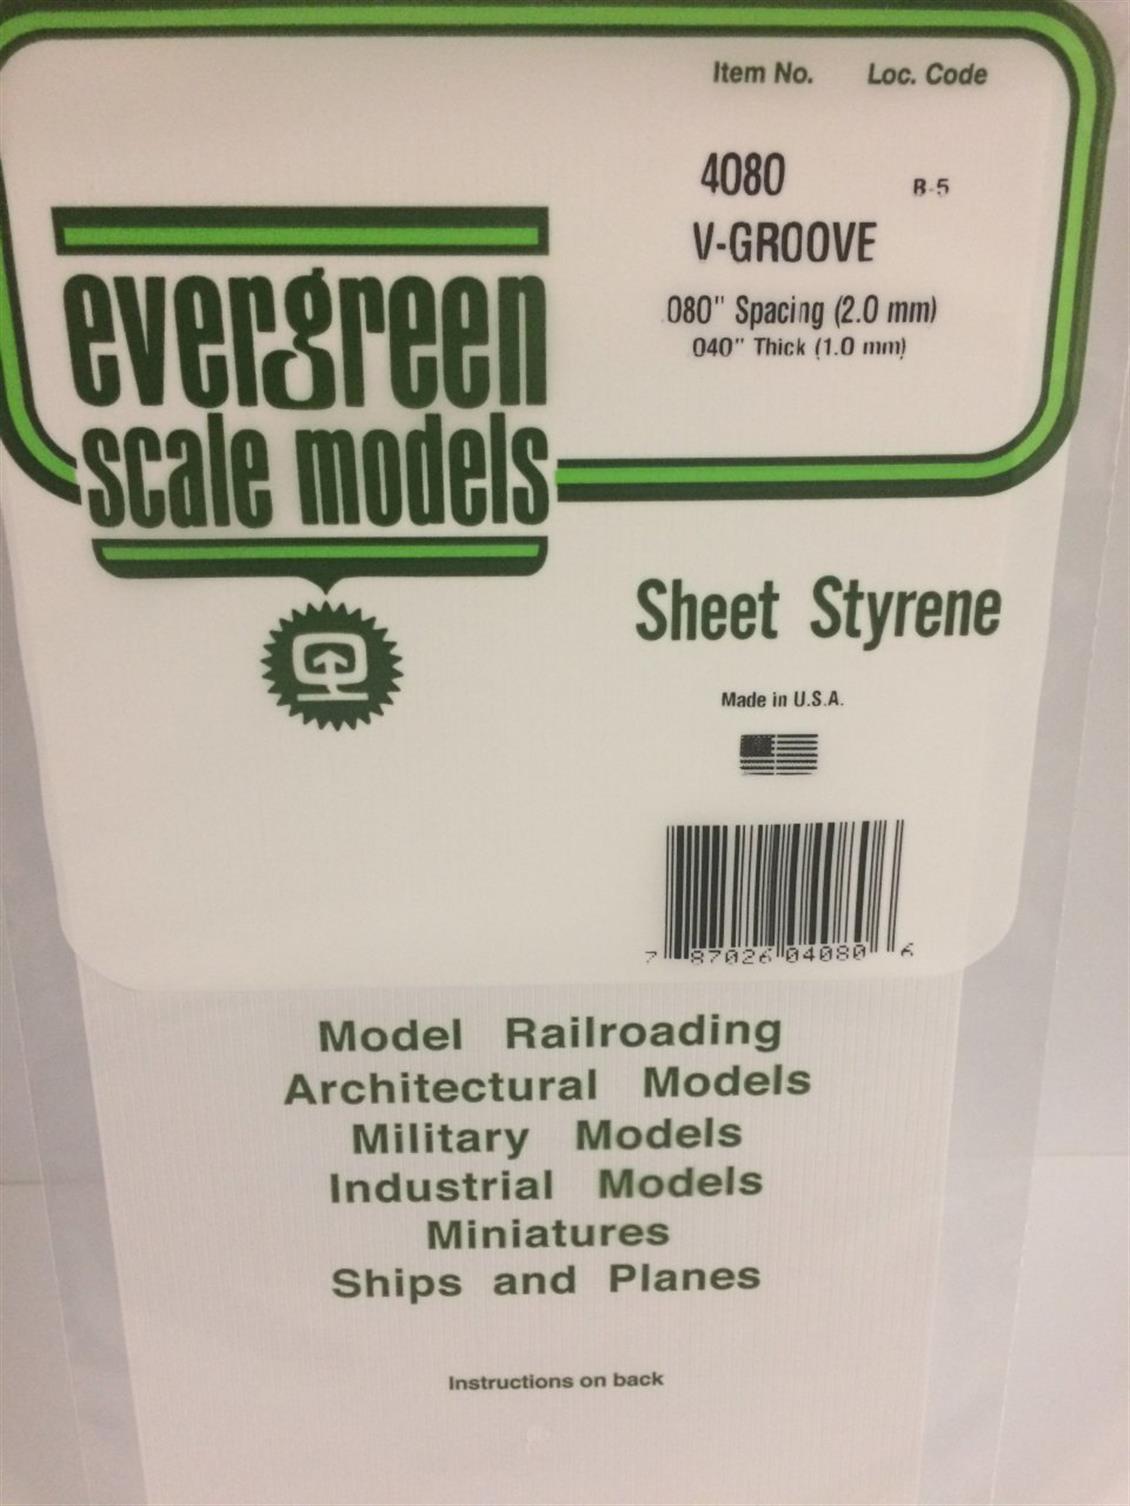 Item No. Loc. Code
4080 B-5
V-GROOVE
.080" Spacing (2.0 mm)
.040" Thick (1.0 mm)
evergreen
scale models
Sheet Styrene
Made in U.S.A.
7 87026 04080 6
Model Railroading
Architectural Models
Military Models
Industrial Models
Miniatures
Ships and Planes
Instructions on back